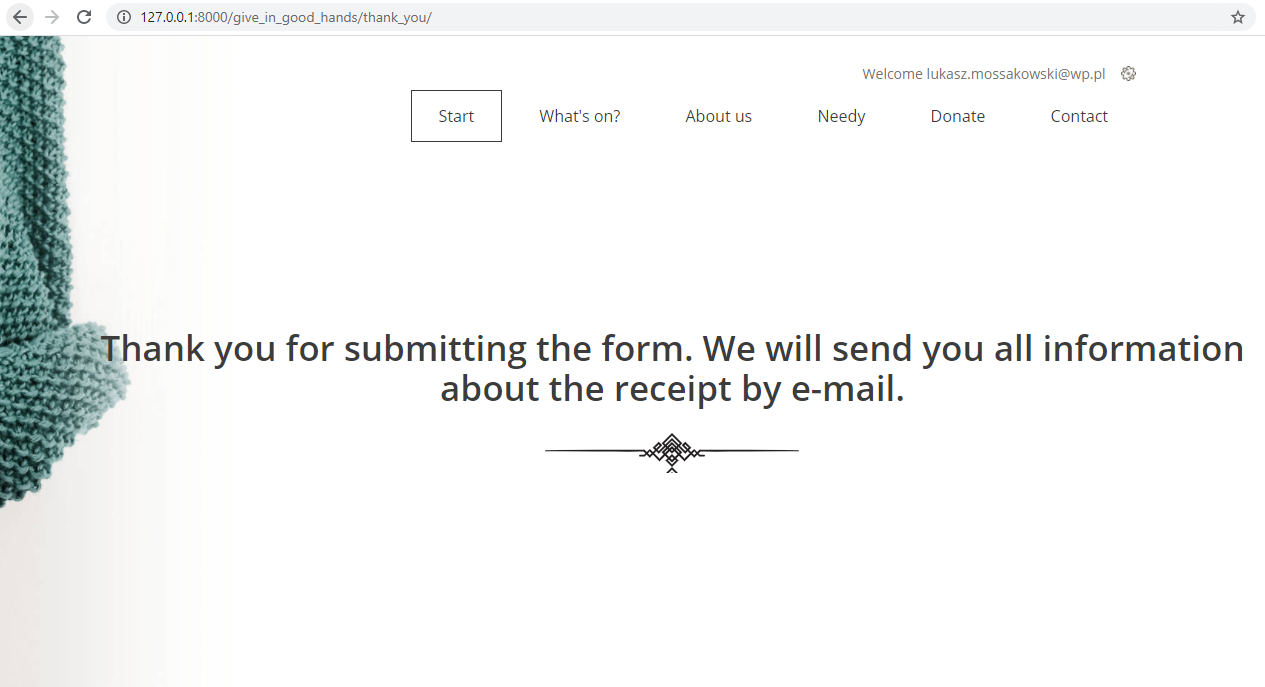 127.0.0.1:8000/give_in_good_hands/thank_you/
Welcome lukasz.mossakowski@wp.pl
Start What's on? About us Needy Donate Contact
Thank you for submitting the form. We will send you all information
about the receipt by e-mail.